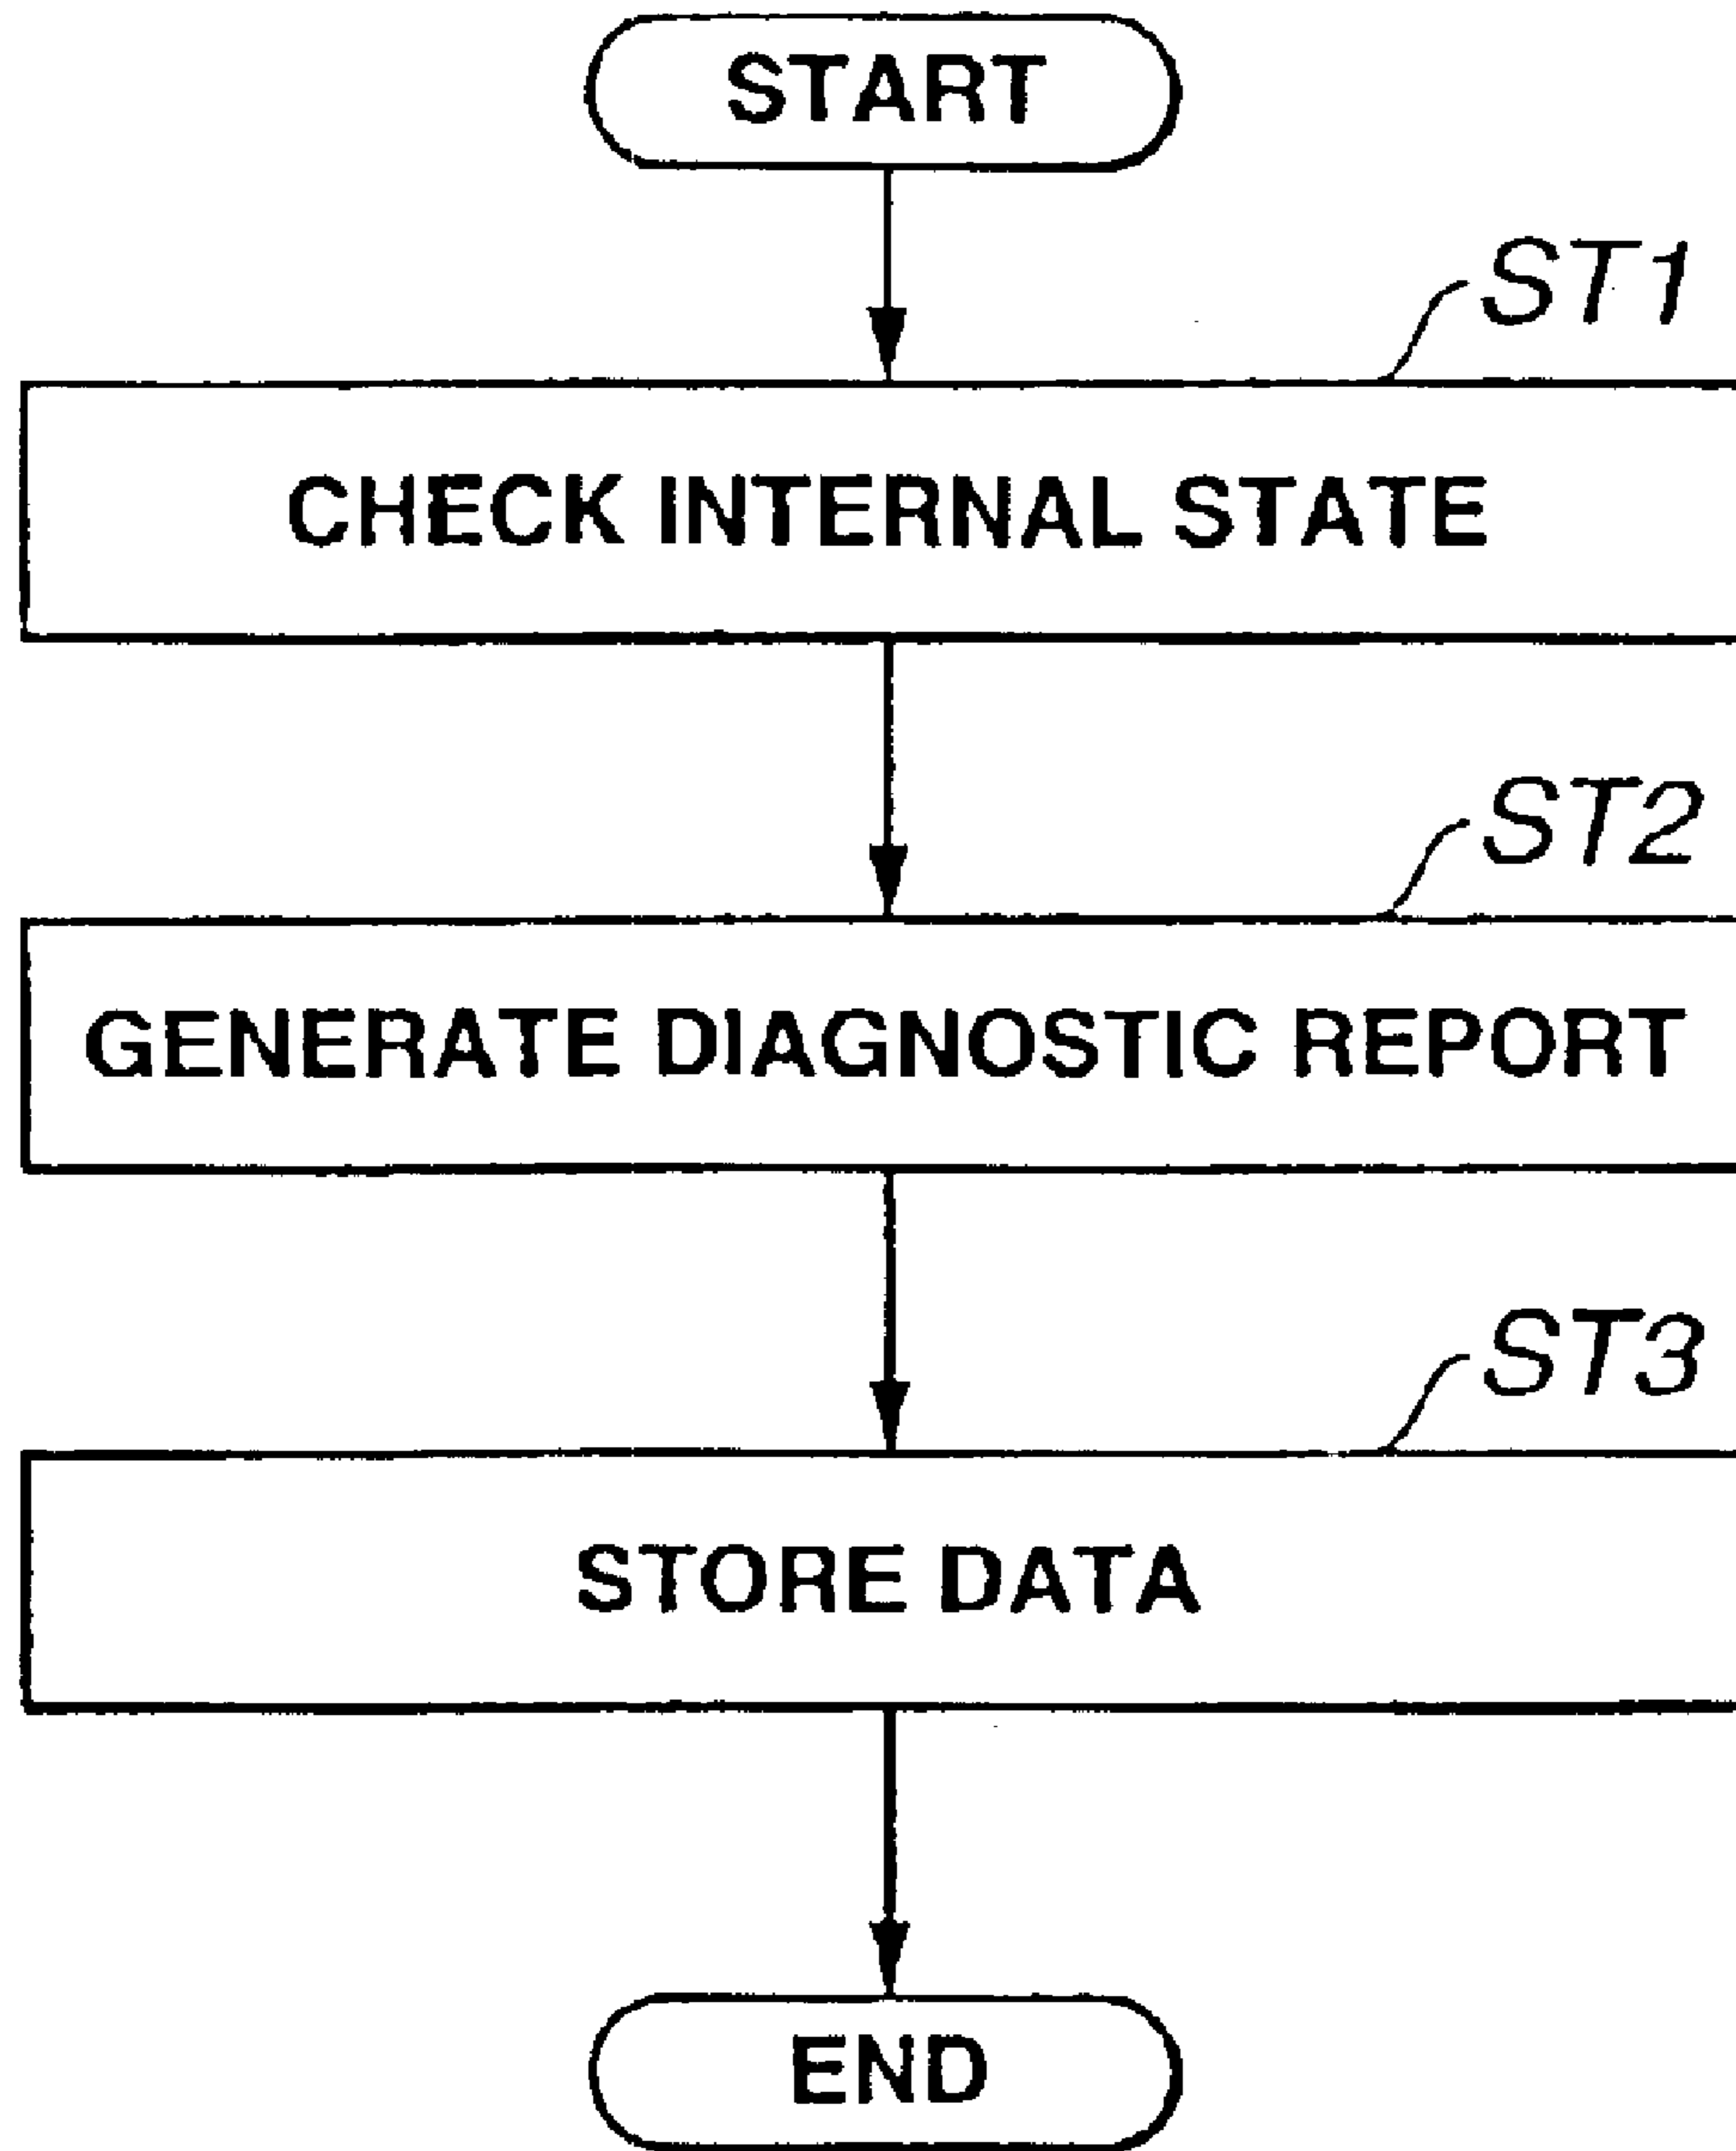 START
ST1
CHECK INTERNAL STATE
ST2
GENERATE DIAGNOSTIC REPORT
ST3
STORE DATA
END